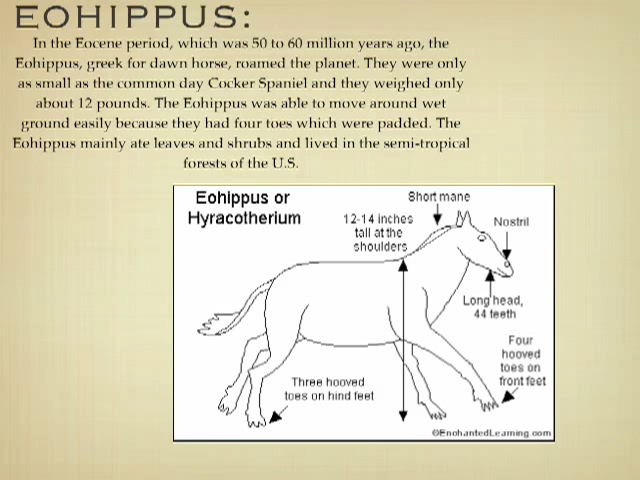 EOHIPPUS:
In the Eocene period, which was 50 to 60 million years ago, the
Eohippus, greek for dawn horse, roamed the planet. They were only
as small as the common day Cocker Spaniel and they weighed only
about 12 pounds. The Eohippus was able to move around wet
ground easily because they had four toes which were padded. The
Eohippus mainly ate leaves and shrubs and lived in the semi-tropical
forests of the U.S.
Eohippus or
Hyracotherium
Short mane
12-14 inches
tall at the
shoulders
Nostril
Long head,
44 teeth
Four
hooved
toes on
front feet
Three hooved
toes on hind feet
©EnchantedLearning.com